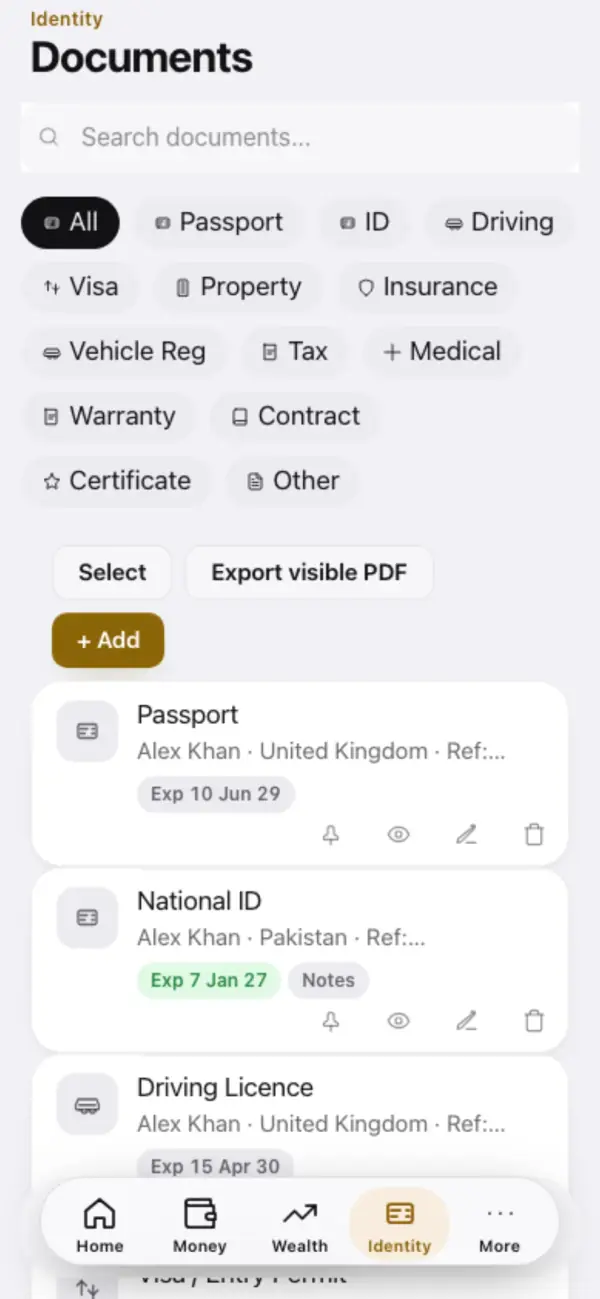 Identity
Documents
Search documents...
All Passport ID Driving
Visa Property Insurance
Vehicle Reg Tax Medical
Warranty Contract
Certificate Other
Select Export visible PDF
+ Add
Passport
Alex Khan · United Kingdom · Ref:...
Exp 10 Jun 29
National ID
Alex Khan · Pakistan · Ref:...
Exp 7 Jan 27 Notes
Driving Licence
Alex Khan · United Kingdom · Ref:...
Exp 15 Apr 30
Home Money Wealth Identity More
Visa / Entry Permit